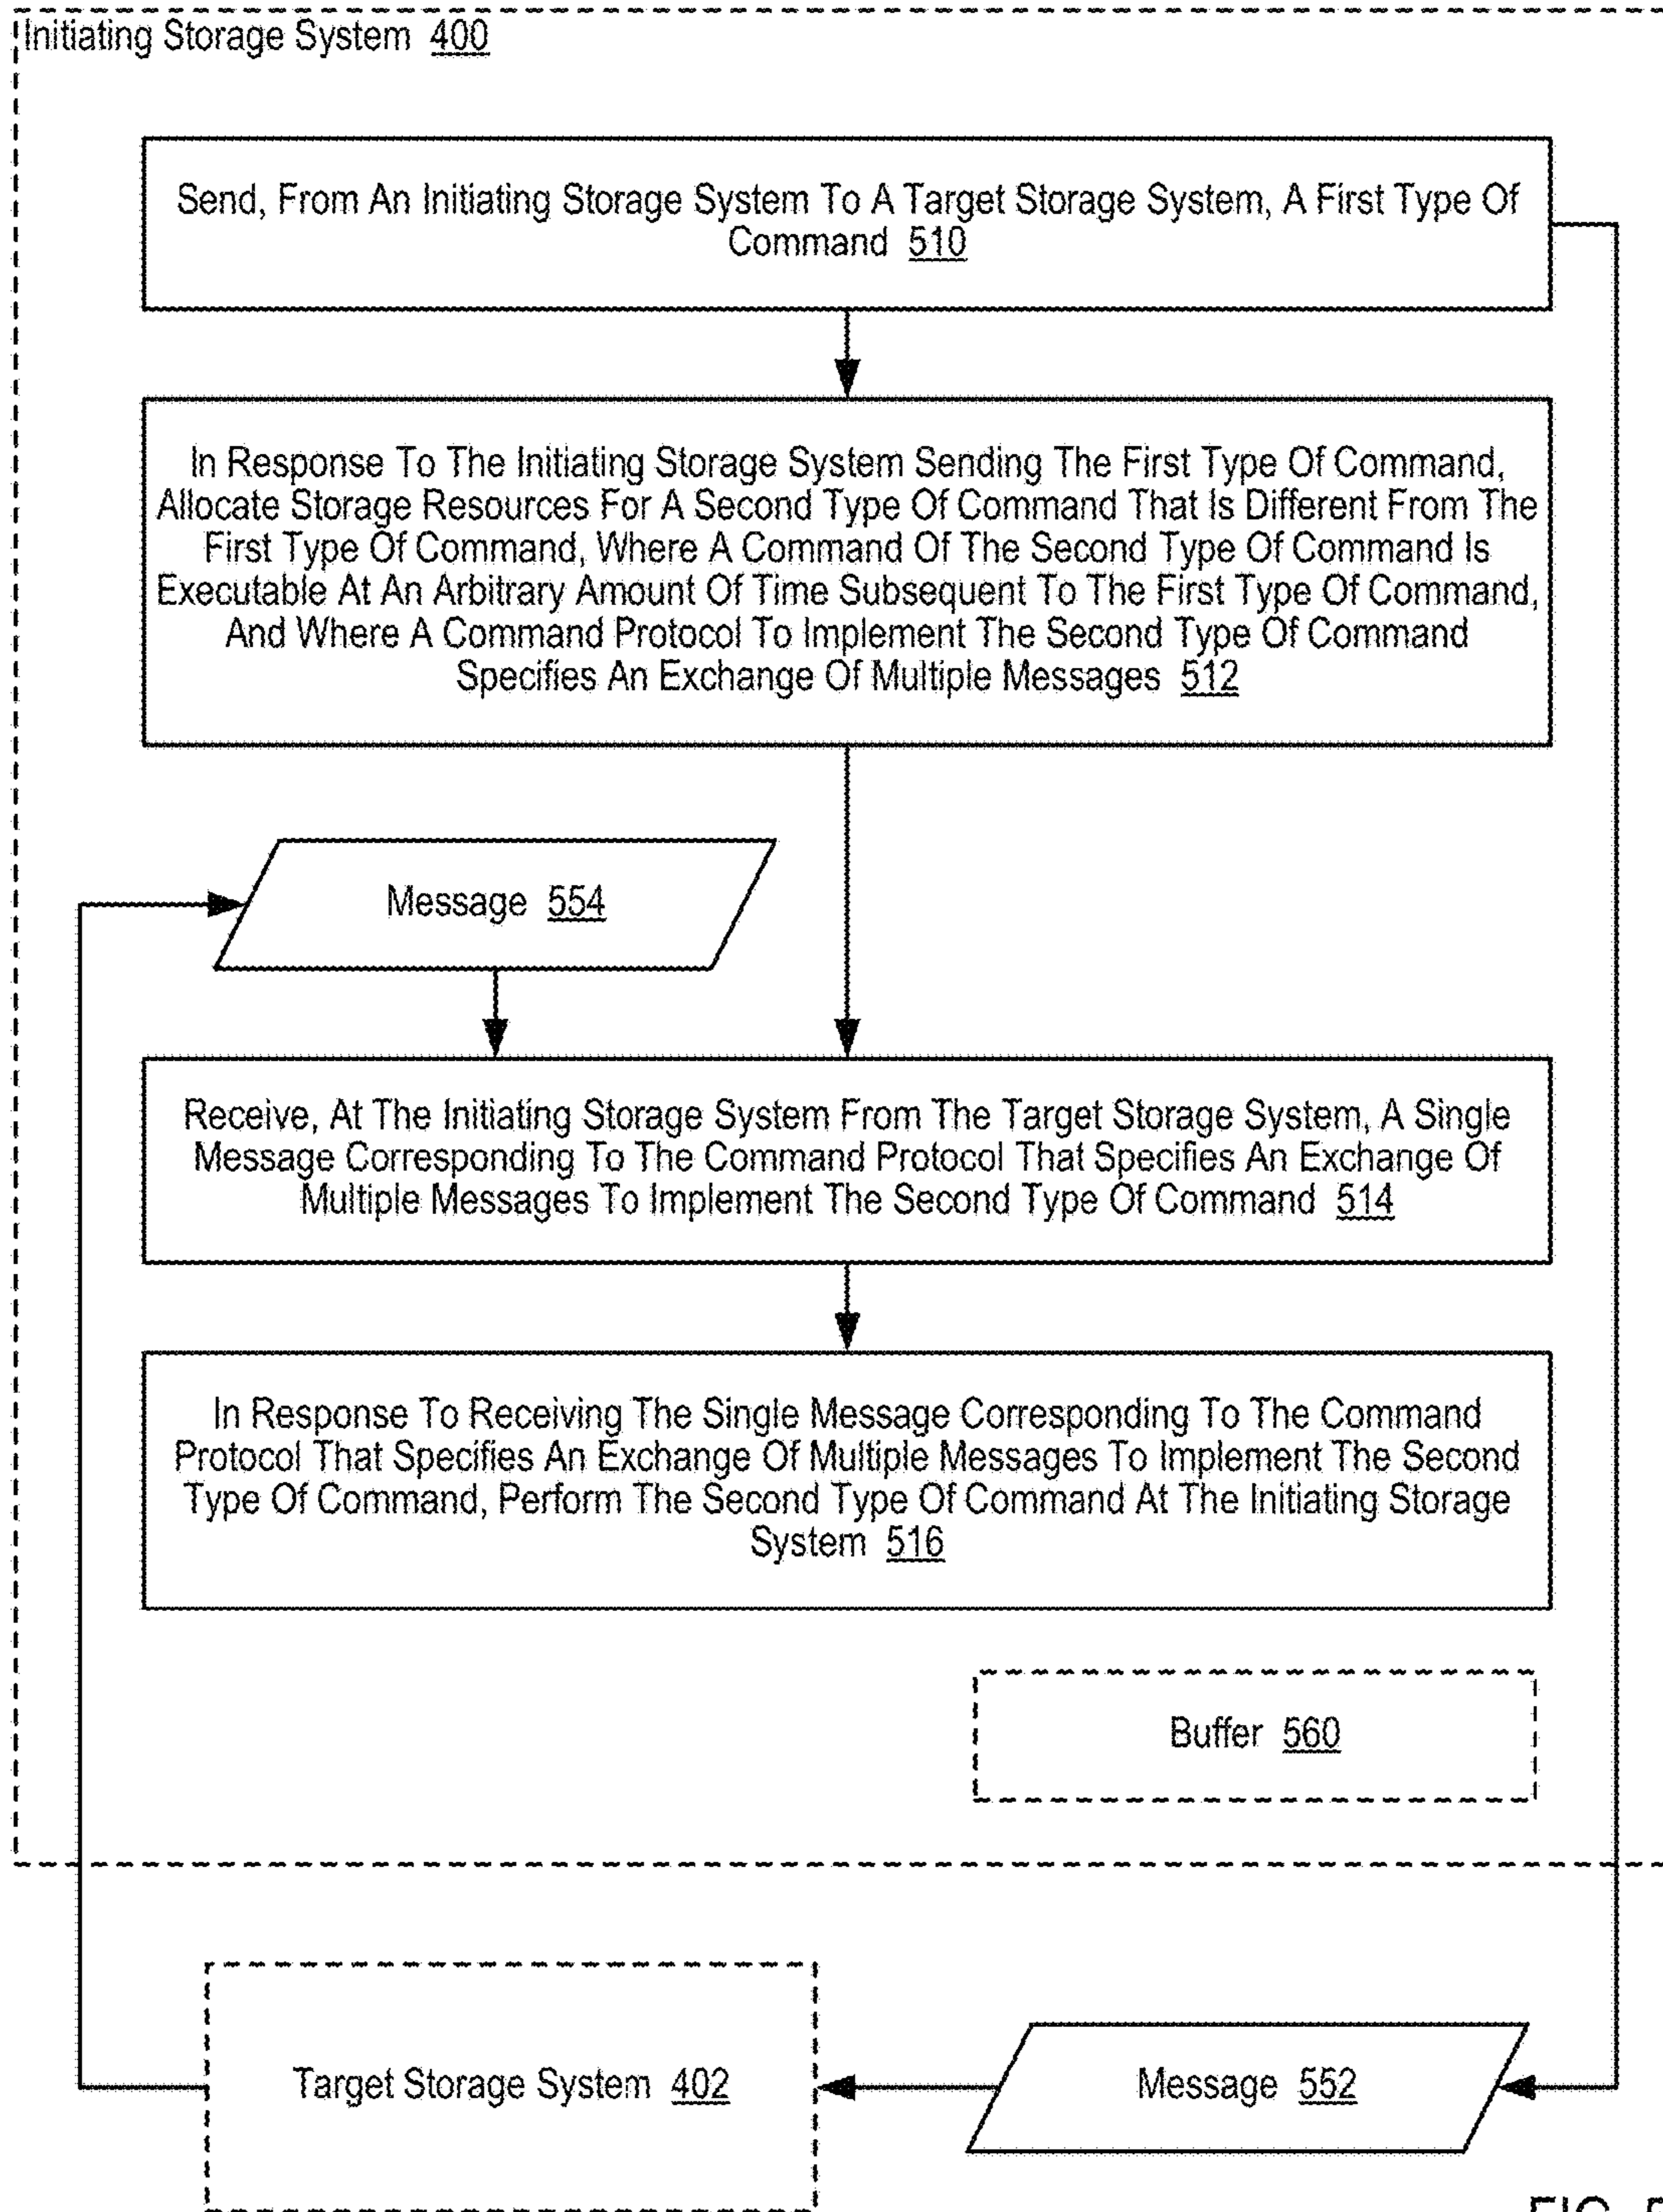 Initiating Storage System 400
Send, From An Initiating Storage System To A Target Storage System, A First Type Of
Command 510
In Response To The Initiating Storage System Sending The First Type Of Command,
Allocate Storage Resources For A Second Type Of Command That Is Different From The
First Type Of Command, Where A Command Of The Second Type Of Command Is
Executable At An Arbitrary Amount Of Time Subsequent To The First Type Of Command,
And Where A Command Protocol To Implement The Second Type Of Command
Specifies An Exchange Of Multiple Messages 512
Message 554
Receive, At The Initiating Storage System From The Target Storage System, A Single
Message Corresponding To The Command Protocol That Specifies An Exchange Of
Multiple Messages To Implement The Second Type Of Command 514
In Response To Receiving The Single Message Corresponding To The Command
Protocol That Specifies An Exchange Of Multiple Messages To Implement The Second
Type Of Command, Perform The Second Type Of Command At The Initiating Storage
System 516
Buffer 560
Target Storage System 402
Message 552